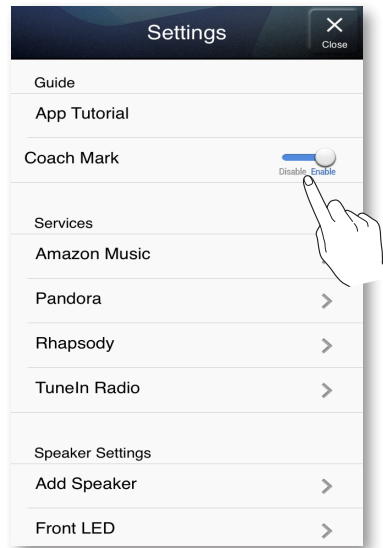 Settings
Close
Guide
App Tutorial
Coach Mark
Disable Enable
Services
Amazon Music
Pandora
Rhapsody
TuneIn Radio
Speaker Settings
Add Speaker
Front LED